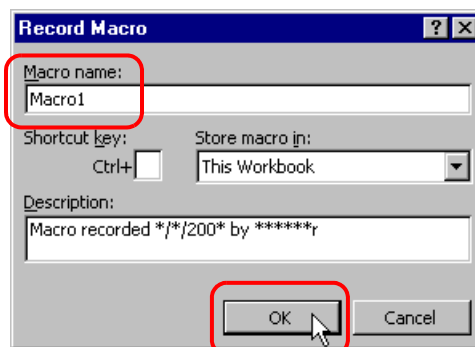 Record Macro
Macro name:
Macro1
Shortcut key: Store macro in:
Ctrl+ This Workbook
Description:
Macro recorded */*/200* by ******r
OK Cancel